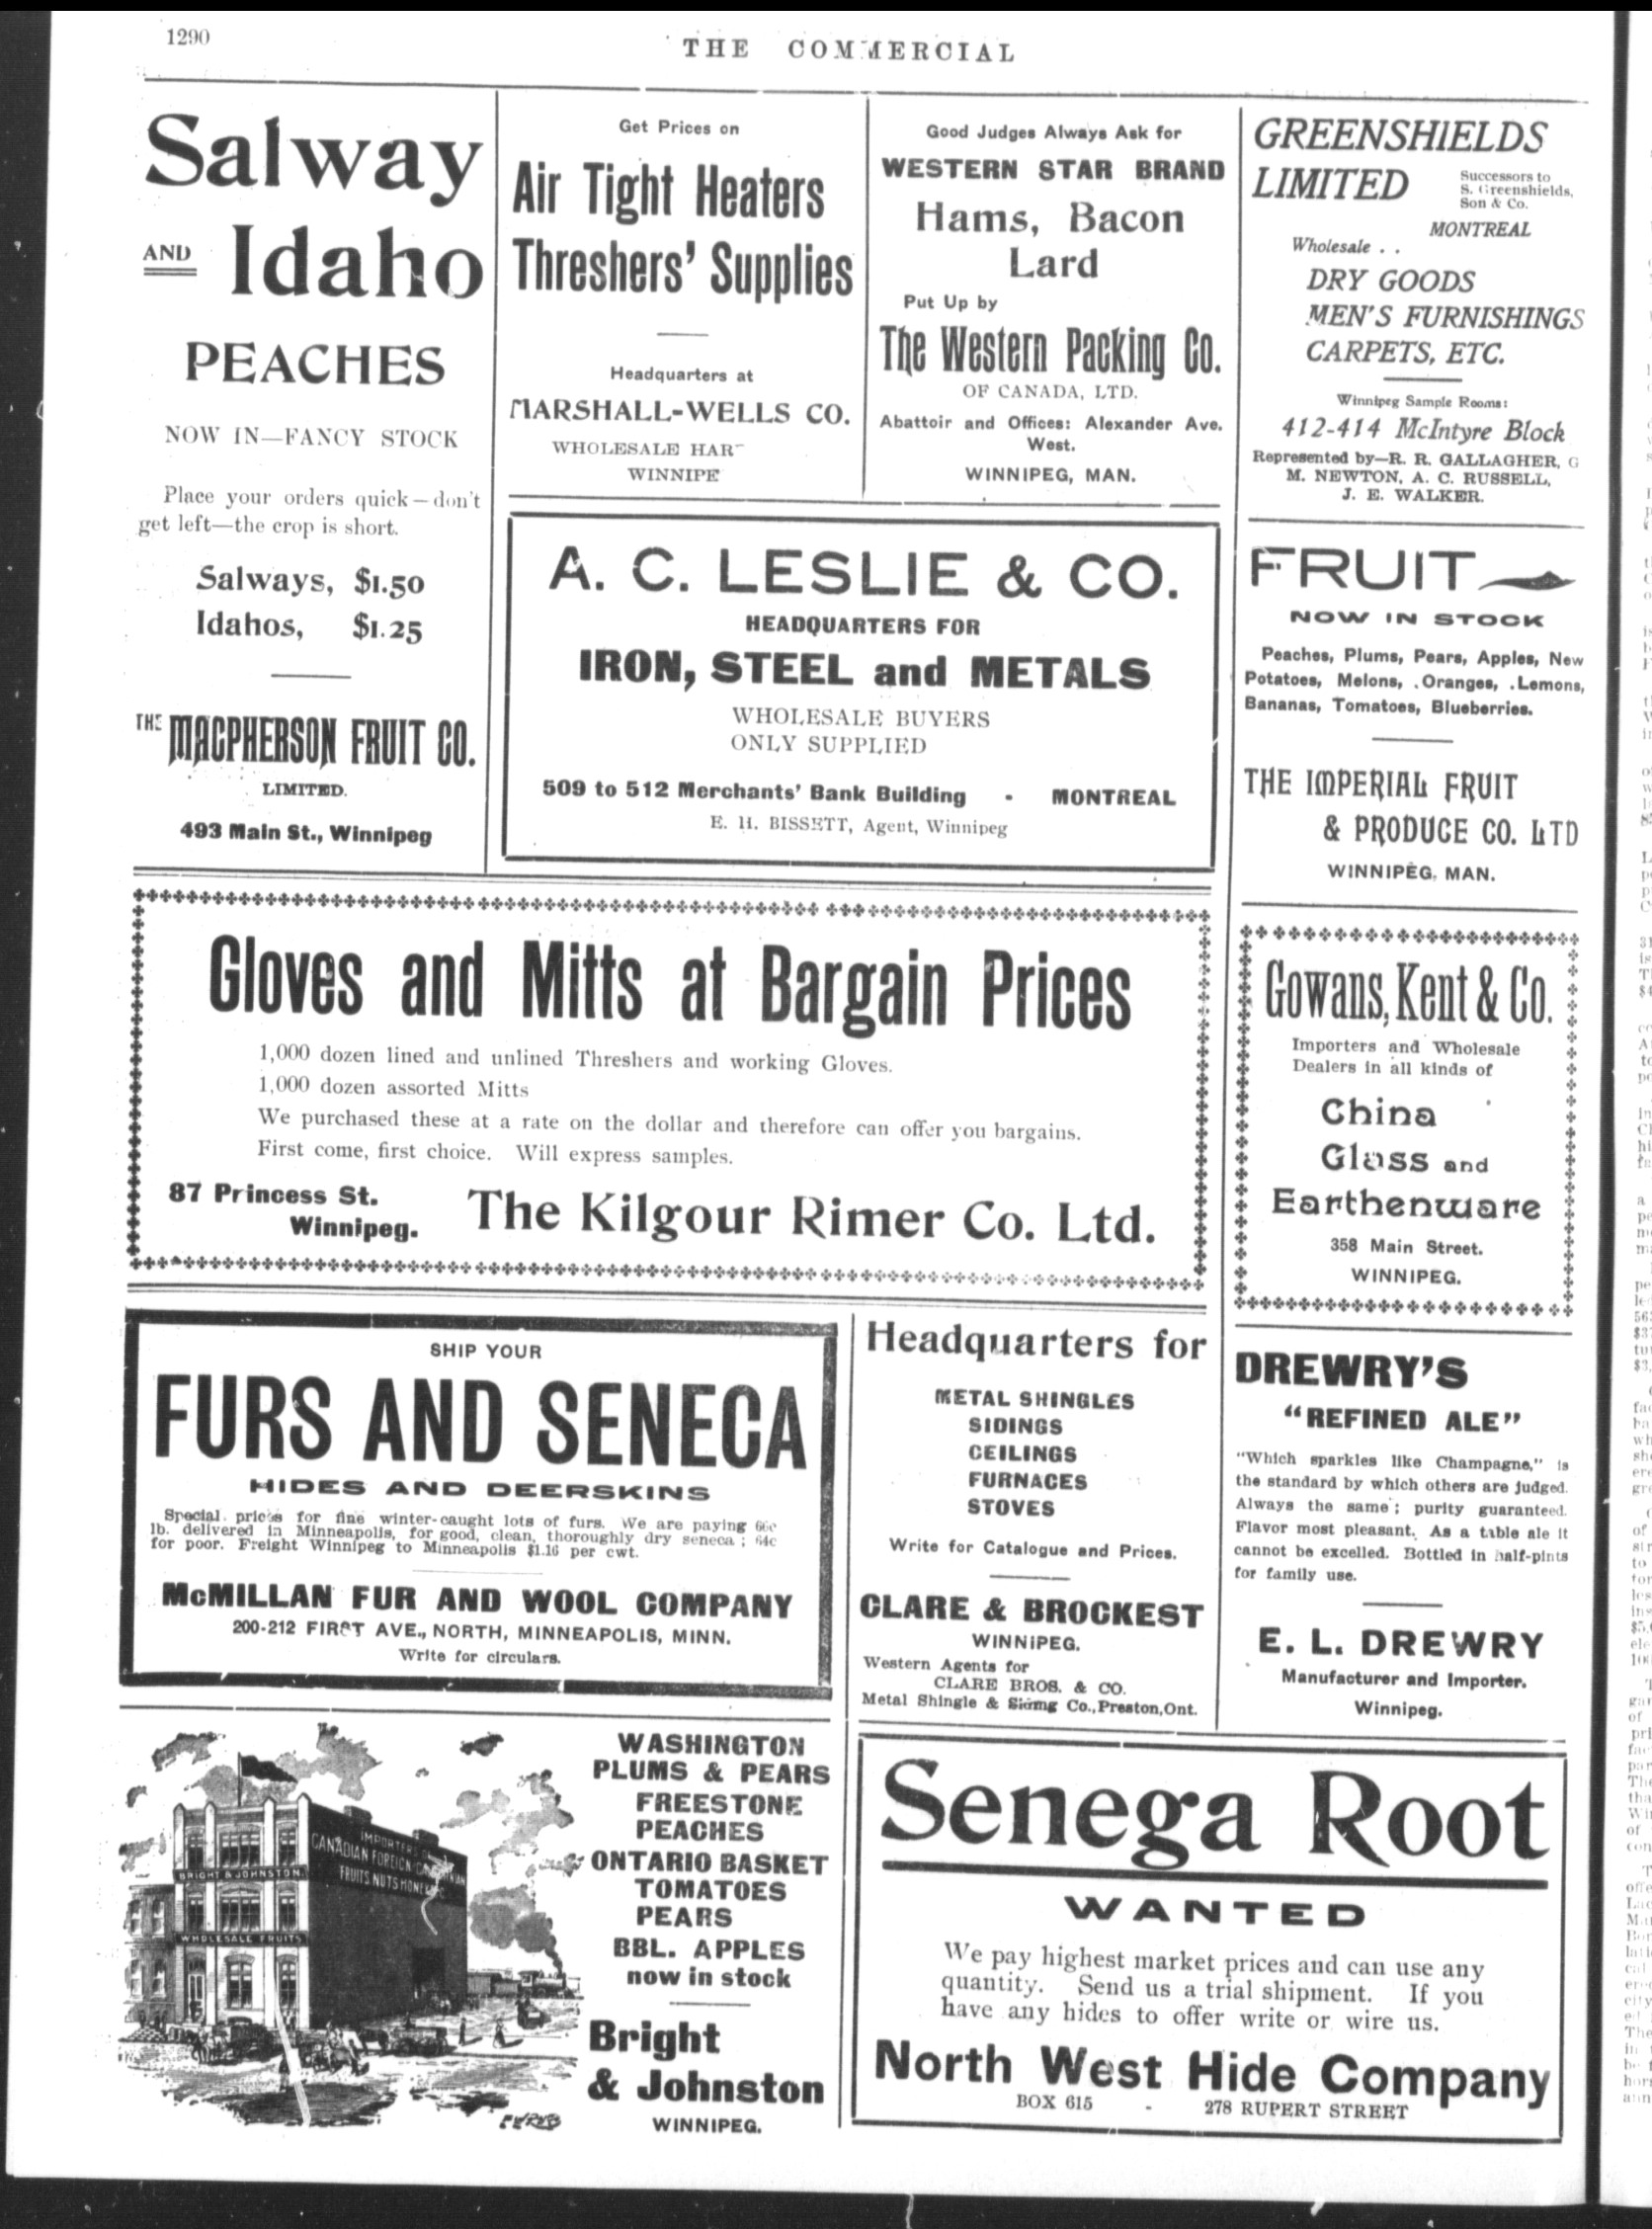 1290
THE COMMERCIAL
Salway
AND Idaho
PEACHES
NOW IN—FANCY STOCK
Place your orders quick—don't
get left—the crop is short.
Salways, $1.50
Idahos, $1.25
THE MACPHERSON FRUIT CO.
LIMITED.
493 Main St., Winnipeg
Get Prices on
Air Tight Heaters
Threshers' Supplies
Headquarters at
MARSHALL-WELLS CO.
WHOLESALE HAR
WINNIPE
Good Judges Always Ask for
WESTERN STAR BRAND
Hams, Bacon
Lard
Put Up by
The Western Packing Co.
OF CANADA, LTD.
Abattoir and Offices: Alexander Ave.
West.
WINNIPEG, MAN.
GREENSHIELDS
LIMITED
Successors to
S. Greenshields,
Son & Co.
MONTREAL
Wholesale . .
DRY GOODS
MEN'S FURNISHINGS
CARPETS, ETC.
Winnipeg Sample Rooms:
412-414 McIntyre Block
Represented by—R. R. GALLAGHER, G
M. NEWTON, A. C. RUSSELL,
J. E. WALKER.
A. C. LESLIE & CO.
HEADQUARTERS FOR
IRON, STEEL and METALS
WHOLESALE BUYERS
ONLY SUPPLIED
509 to 512 Merchants' Bank Building - MONTREAL
E. H. BISSETT, Agent, Winnipeg
FRUIT
NOW IN STOCK
Peaches, Plums, Pears, Apples, New
Potatoes, Melons, .Oranges, .Lemons,
Bananas, Tomatoes, Blueberries.
THE IMPERIAL FRUIT
& PRODUCE CO. LTD
WINNIPEG, MAN.
Gloves and Mitts at Bargain Prices
1,000 dozen lined and unlined Threshers and working Gloves.
1,000 dozen assorted Mitts
We purchased these at a rate on the dollar and therefore can offer you bargains.
First come, first choice. Will express samples.
87 Princess St.
Winnipeg.
The Kilgour Rimer Co. Ltd.
Gowans, Kent & Co.
Importers and Wholesale
Dealers in all kinds of
China
Glass and
Earthenware
358 Main Street.
WINNIPEG.
SHIP YOUR
FURS AND SENECA
HIDES AND DEERSKINS
Special prices for fine winter-caught lots of furs. We are paying 66c
lb. delivered in Minneapolis, for good, clean, thoroughly dry seneca; 64c
for poor. Freight Winnipeg to Minneapolis $1.16 per cwt.
McMILLAN FUR AND WOOL COMPANY
200-212 FIRST AVE., NORTH, MINNEAPOLIS, MINN.
Write for circulars.
Headquarters for
METAL SHINGLES
SIDINGS
CEILINGS
FURNACES
STOVES
Write for Catalogue and Prices.
CLARE & BROCKEST
WINNIPEG.
Western Agents for
CLARE BROS. & CO.
Metal Shingle & Siding Co., Preston, Ont.
DREWRY'S
"REFINED ALE"
"Which sparkles like Champagne," is
the standard by which others are judged.
Always the same; purity guaranteed.
Flavor most pleasant. As a table ale it
cannot be excelled. Bottled in half-pints
for family use.
E. L. DREWRY
Manufacturer and Importer.
Winnipeg.
IMPORTERS
CANADIAN FOREIGN
FRUITS, NUTS HONEY
BRIGHT & JOHNSTON
WHOLESALE FRUITS
WASHINGTON
PLUMS & PEARS
FREESTONE
PEACHES
ONTARIO BASKET
TOMATOES
PEARS
BBL. APPLES
now in stock
Bright
& Johnston
WINNIPEG.
Senega Root
WANTED
We pay highest market prices and can use any
quantity. Send us a trial shipment. If you
have any hides to offer write or wire us.
North West Hide Company
BOX 615 - 278 RUPERT STREET